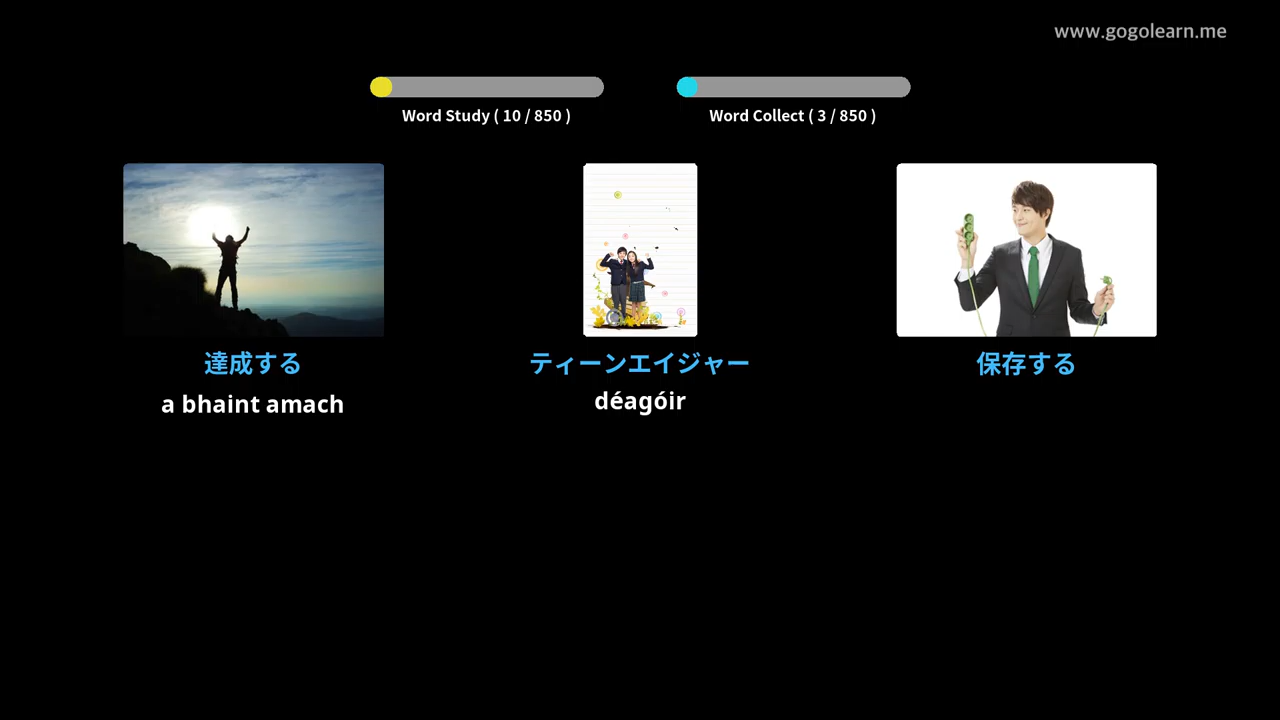 www.gogolearn.me
Word Study ( 10 / 850 )
Word Collect ( 3 / 850 )
達成する
ティーンエイジャー
保存する
a bhaint amach
déagóir